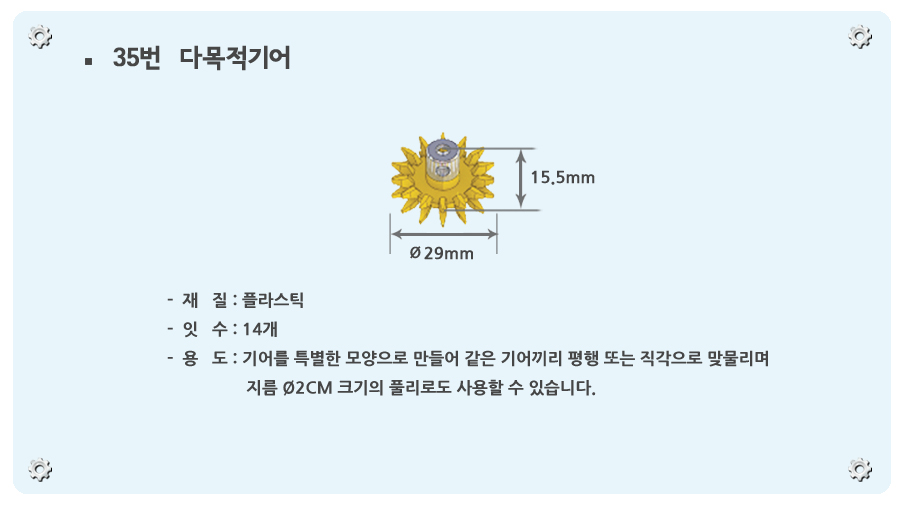 ▪ 35번 다목적기어
15.5mm
Ø 29mm
- 재 질 : 플라스틱
- 잇 수 : 14개
- 용 도 : 기어를 특별한 모양으로 만들어 같은 기어끼리 평행 또는 직각으로 맞물리며
지름 Ø2CM 크기의 풀리로도 사용할 수 있습니다.